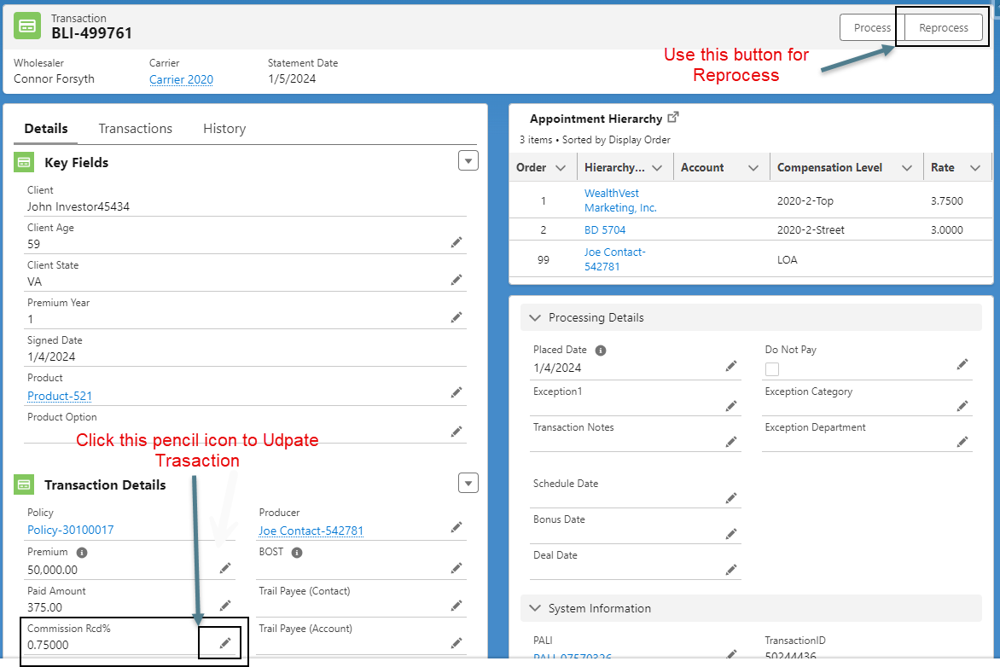 Transaction
BLI-499761
Process
Reprocess
Wholesaler
Connor Forsyth
Carrier
Carrier 2020
Statement Date
1/5/2024
Use this button for
Reprocess
Details
Transactions
History
Key Fields
Client
John Investor45434
Client Age
59
Client State
VA
Premium Year
1
Signed Date
1/4/2024
Product
Product-521
Product Option
Click this pencil icon to Udpate
Trasaction
Transaction Details
Policy
Policy-30100017
Producer
Joe Contact-542781
Premium
50,000.00
BOST
Paid Amount
375.00
Trail Payee (Contact)
Commission Rcd%
0.75000
Trail Payee (Account)
Appointment Hierarchy
3 items • Sorted by Display Order
Order Hierarchy... Account Compensation Level Rate
1 WealthVest Marketing, Inc. 2020-2-Top 3.7500
2 BD 5704 2020-2-Street 3.0000
99 Joe Contact-542781 LOA
Processing Details
Placed Date
1/4/2024
Do Not Pay
Exception1
Exception Category
Transaction Notes
Exception Department
Schedule Date
Bonus Date
Deal Date
System Information
PALI
PALI-07570326
TransactionID
50244436